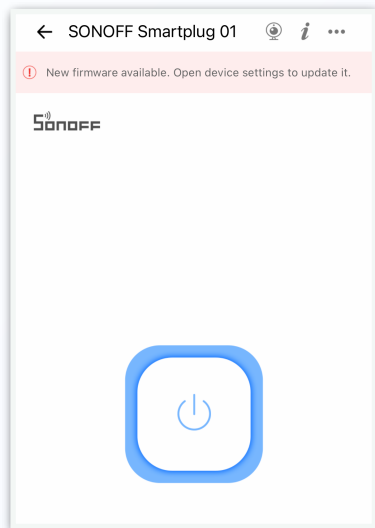 SONOFF Smartplug 01
New firmware available. Open device settings to update it.
SONOFF